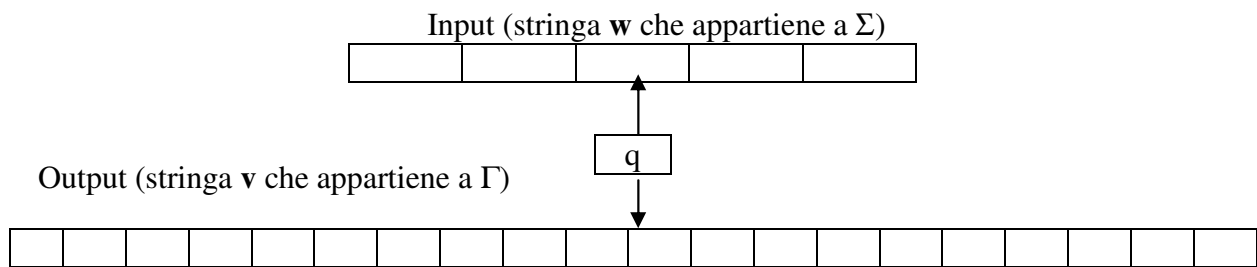 Input (stringa w che appartiene a Σ)
q
Output (stringa v che appartiene a Γ)